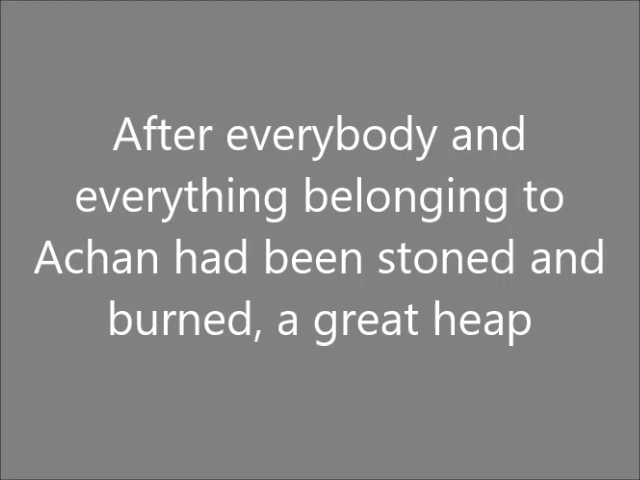 After everybody and
everything belonging to
Achan had been stoned and
burned, a great heap